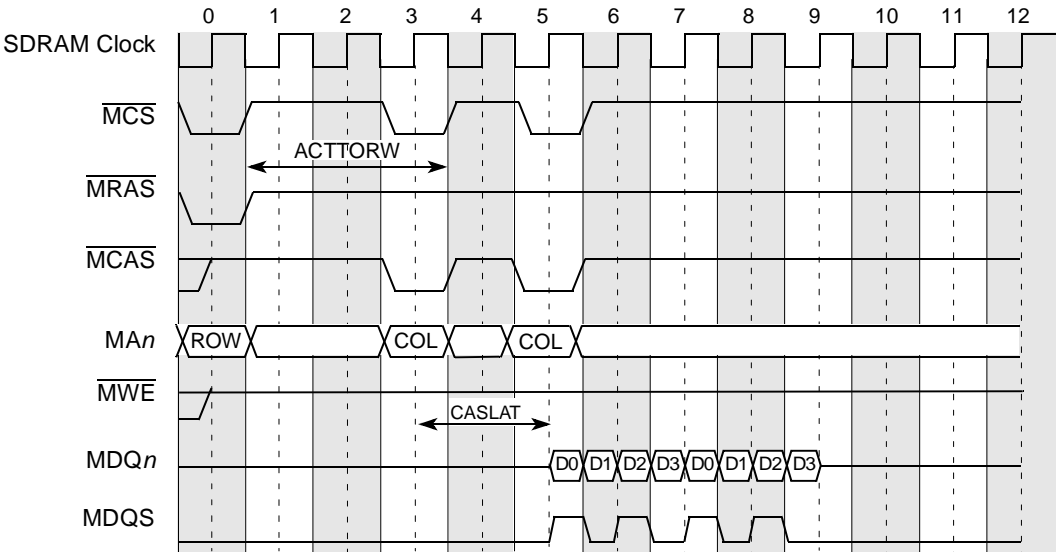 0 1 2 3 4 5 6 7 8 9 10 11 12
SDRAM Clock
MCS
ACTTORW
MRAS
MCAS
MAn ROW COL COL
MWE
CASLAT
MDQn D0 D1 D2 D3 D0 D1 D2 D3
MDQS